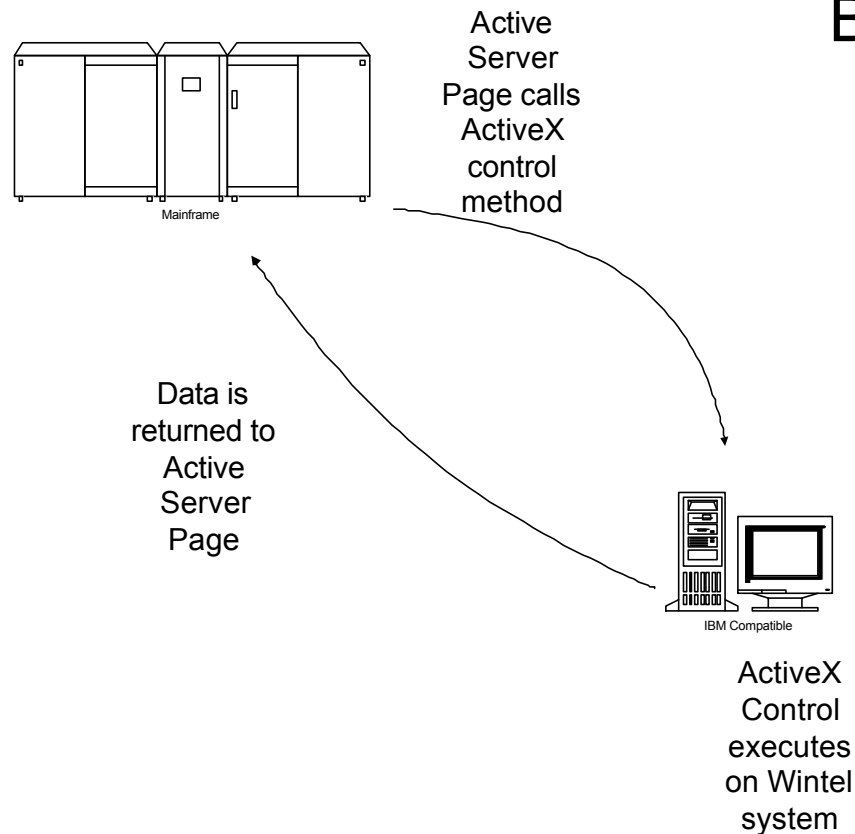 Active
Server
Page calls
ActiveX
control
method
Mainframe
Data is
returned to
Active
Server
Page
IBM Compatible
ActiveX
Control
executes
on Wintel
system